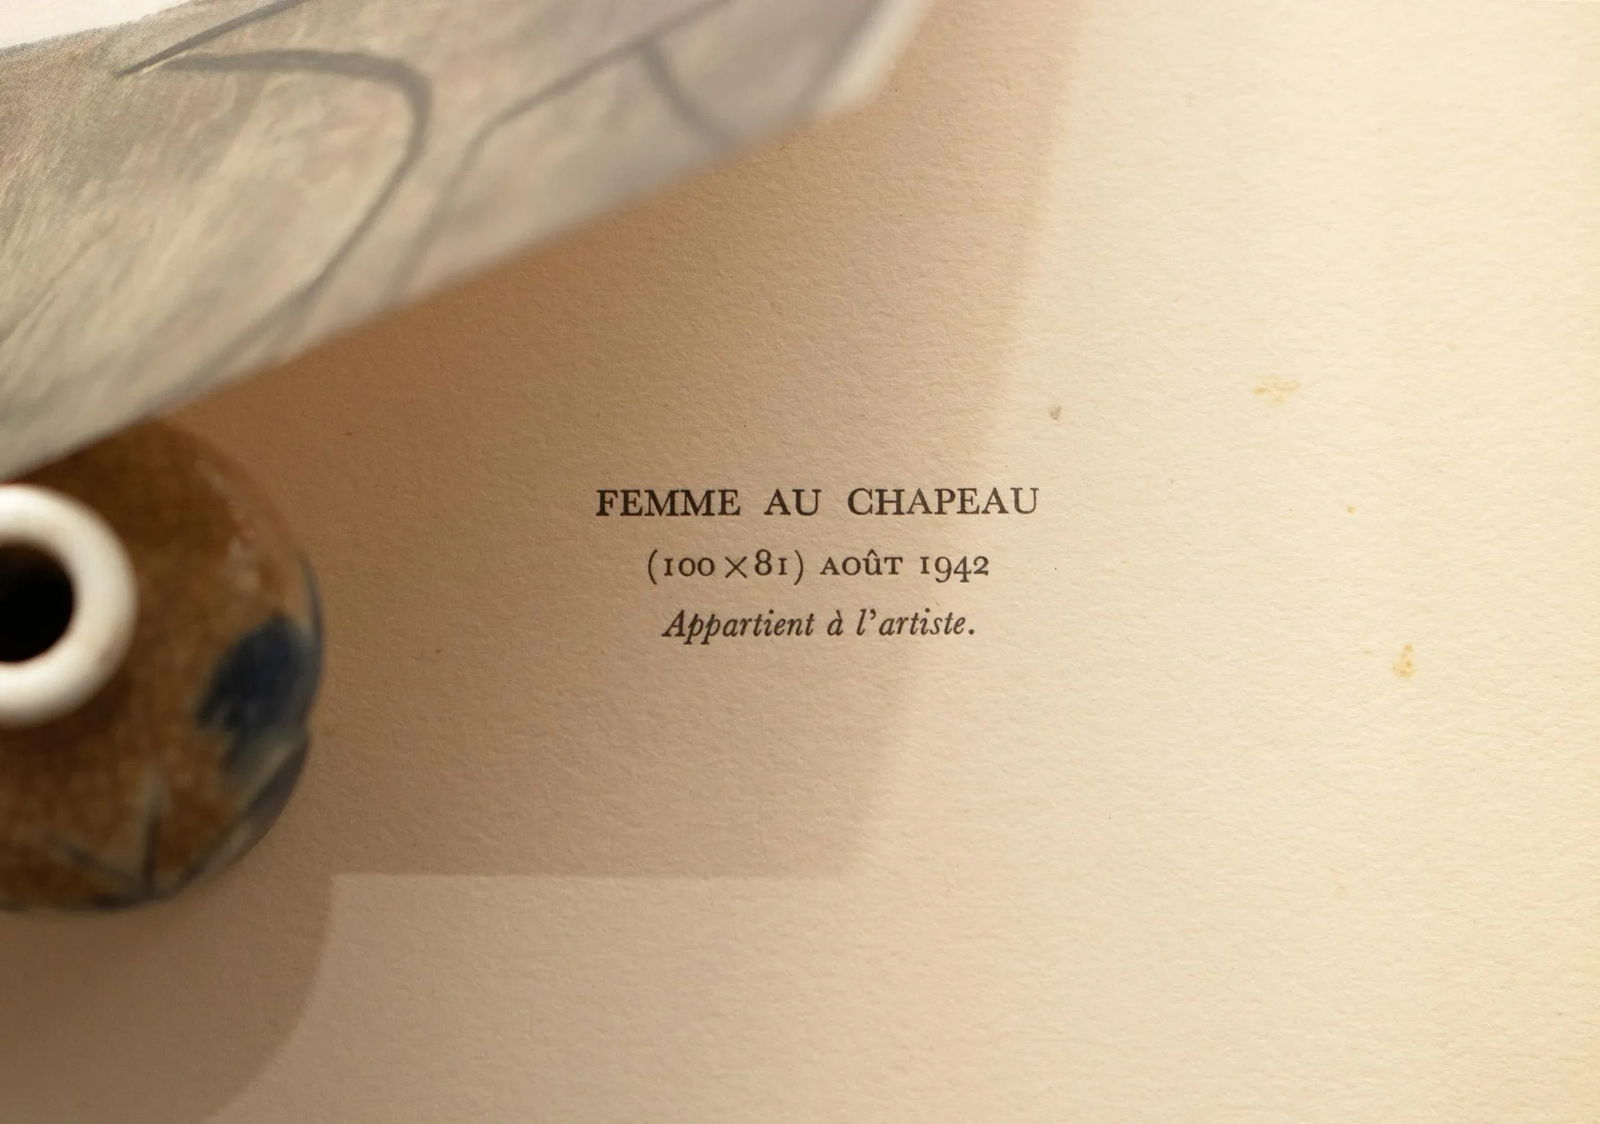 FEMME AU CHAPEAU
(100×81) AOÛT 1942
Appartient à l'artiste.